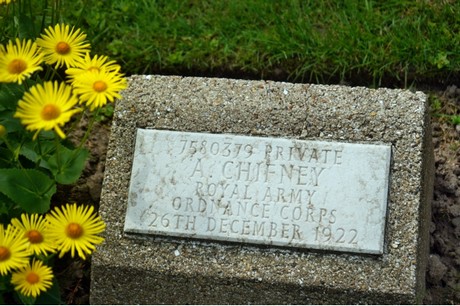 7580379 PRIVATE
A. CHIFNEY
ROYAL ARMY
ORDNANCE CORPS
26TH DECEMBER 1922